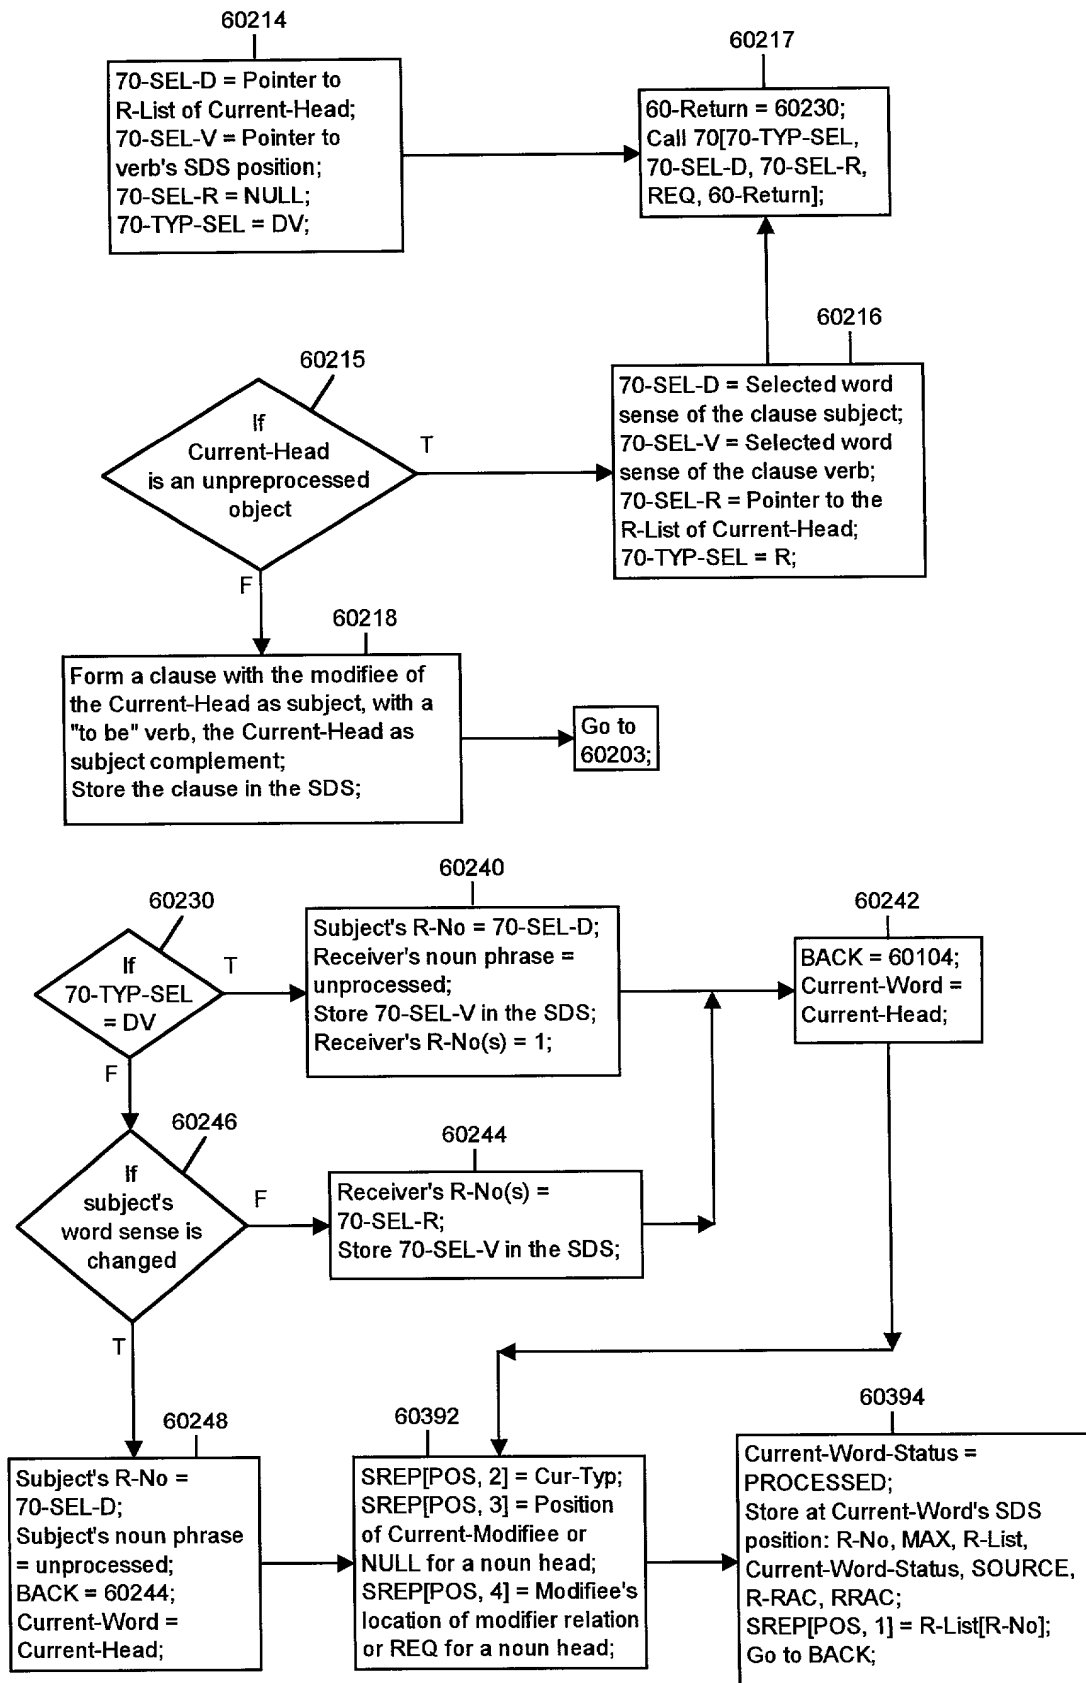 60214
70-SEL-D = Pointer to
R-List of Current-Head;
70-SEL-V = Pointer to
verb's SDS position;
70-SEL-R = NULL;
70-TYP-SEL = DV;
60217
60-Return = 60230;
Call 70[70-TYP-SEL,
70-SEL-D, 70-SEL-R,
REQ, 60-Return];
60215
If
Current-Head
is an unpreprocessed
object
T
F
60216
70-SEL-D = Selected word
sense of the clause subject;
70-SEL-V = Selected word
sense of the clause verb;
70-SEL-R = Pointer to the
R-List of Current-Head;
70-TYP-SEL = R;
60218
Form a clause with the modifiee of
the Current-Head as subject, with a
"to be" verb, the Current-Head as
subject complement;
Store the clause in the SDS;
Go to
60203;
60230
If
70-TYP-SEL
= DV
T
F
60240
Subject's R-No = 70-SEL-D;
Receiver's noun phrase =
unprocessed;
Store 70-SEL-V in the SDS;
Receiver's R-No(s) = 1;
60242
BACK = 60104;
Current-Word =
Current-Head;
60246
If
subject's
word sense is
changed
F
T
60244
Receiver's R-No(s) =
70-SEL-R;
Store 70-SEL-V in the SDS;
60248
Subject's R-No =
70-SEL-D;
Subject's noun phrase
= unprocessed;
BACK = 60244;
Current-Word =
Current-Head;
60392
SREP[POS, 2] = Cur-Typ;
SREP[POS, 3] = Position
of Current-Modifiee or
NULL for a noun head;
SREP[POS, 4] = Modifiee's
location of modifier relation
or REQ for a noun head;
60394
Current-Word-Status =
PROCESSED;
Store at Current-Word's SDS
position: R-No, MAX, R-List,
Current-Word-Status, SOURCE,
R-RAC, RRAC;
SREP[POS, 1] = R-List[R-No];
Go to BACK;